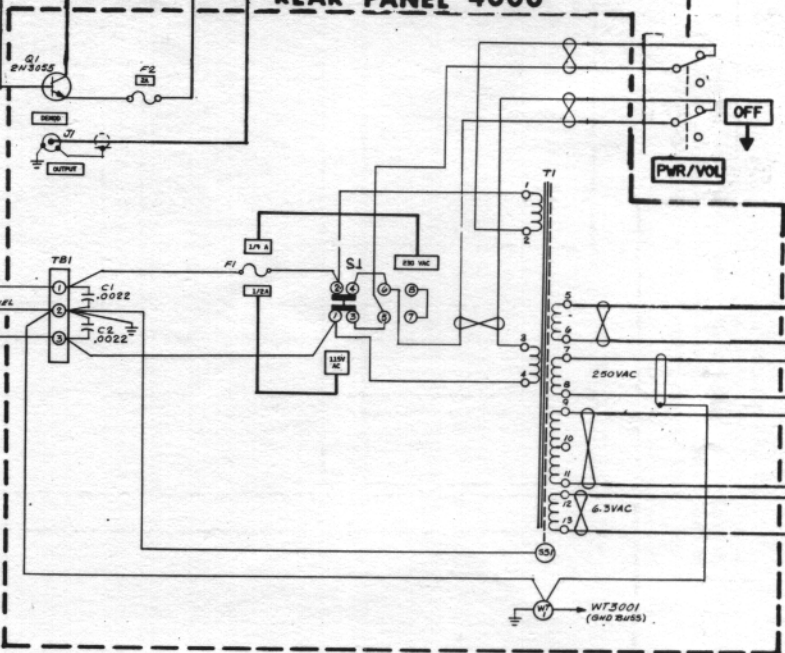 REAR PANEL 4000
Q1
2N3055
F2
2A
DEMOD
J1
OUTPUT
OFF
PWR/VOL
T1
1
2
1/4 A
F1
1/2A
S1
230 VAC
2 4 6 8
1 3 5 7
115V
AC
TB1
1
C1
.0022
2
C2
.0022
3
3
4
5
6
7
250VAC
8
9
10
11
12
6.3VAC
13
SS1
WT
1
WT3001
(GND BUSS)